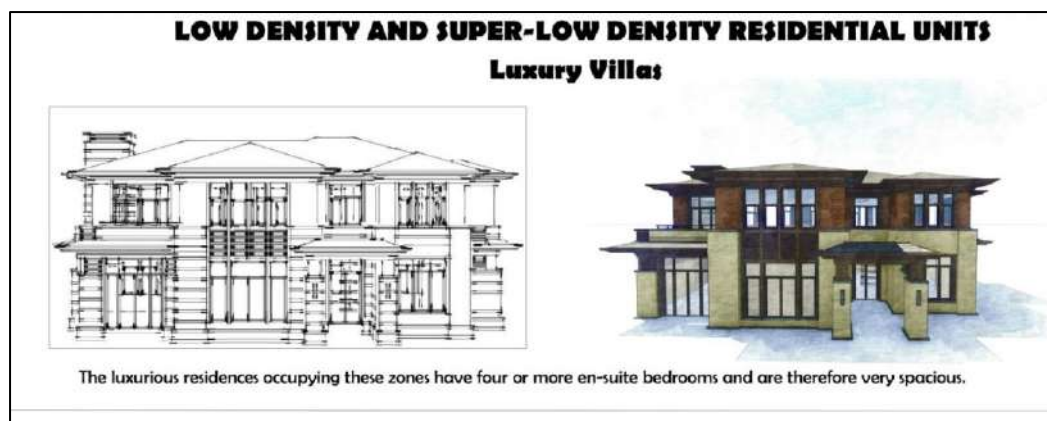 LOW DENSITY AND SUPER-LOW DENSITY RESIDENTIAL UNITS
Luxury Villas
The luxurious residences occupying these zones have four or more en-suite bedrooms and are therefore very spacious.